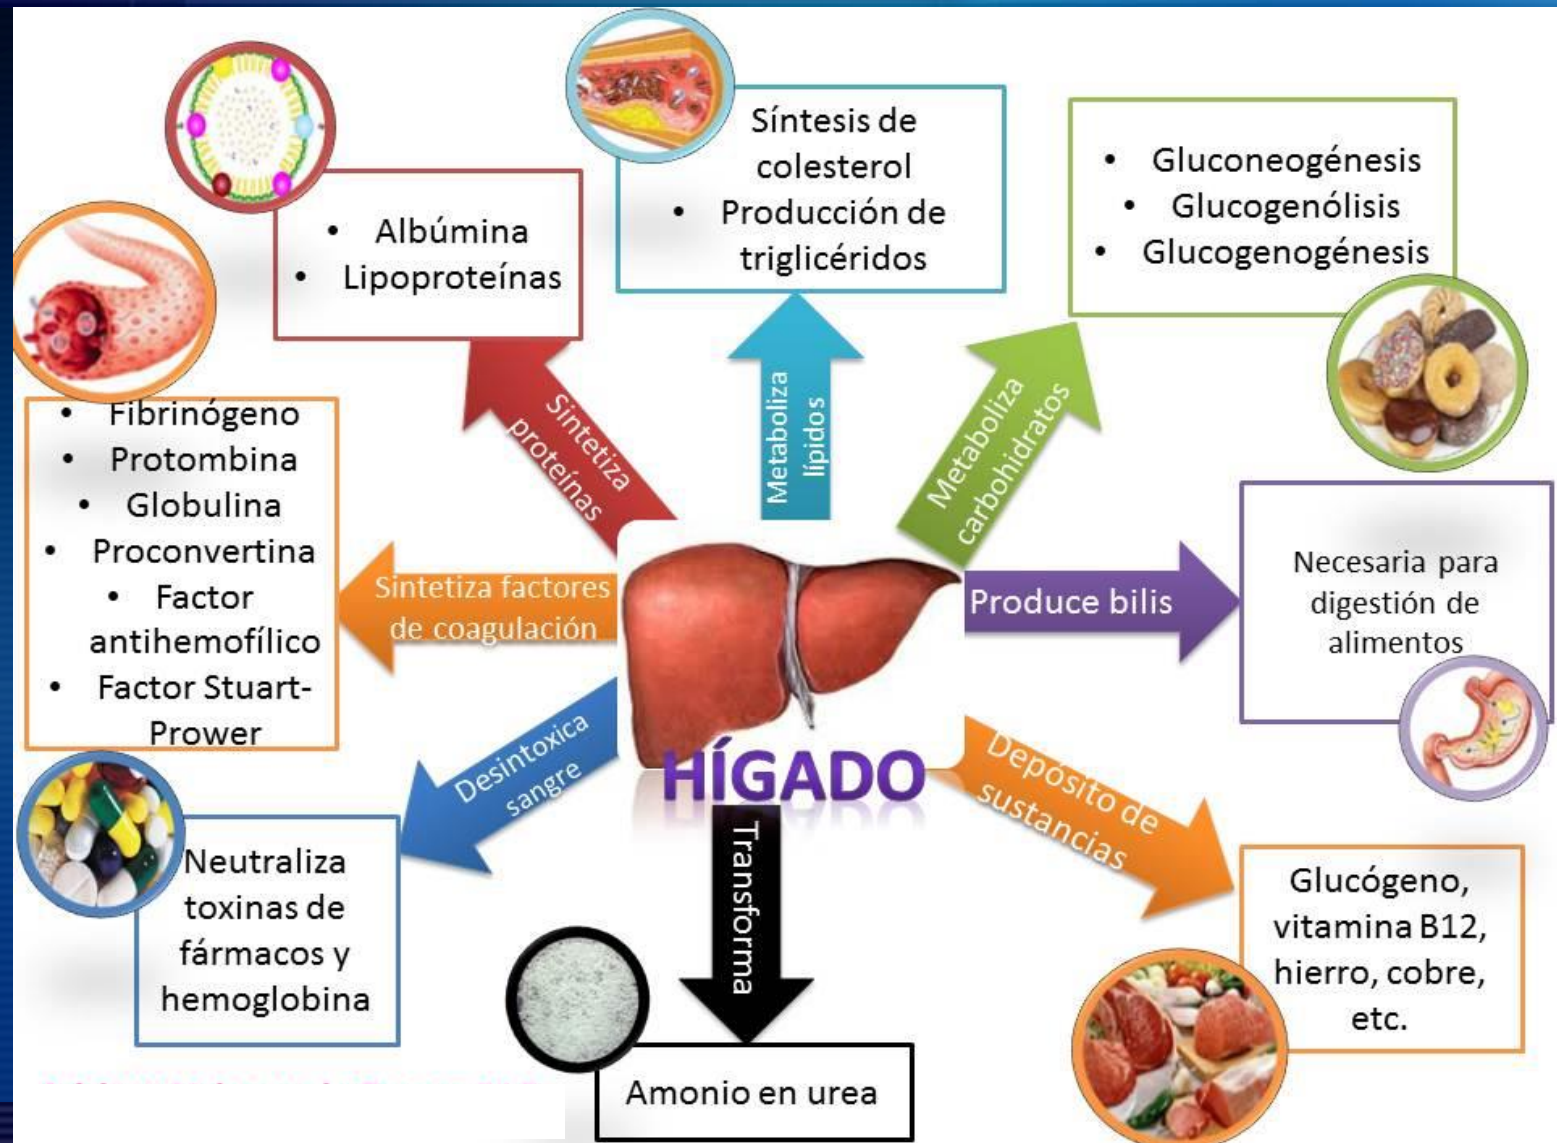 • Albúmina
• Lipoproteínas
Síntesis de
colesterol
• Producción de
triglicéridos
• Gluconeogénesis
• Glucogenólisis
• Glucogenogénesis
Sintetiza
proteínas
Metaboliza
lípidos
Metaboliza
carbohidratos
• Fibrinógeno
• Protombina
• Globulina
• Proconvertina
• Factor
antihemofílico
• Factor Stuart-
Prower
Sintetiza factores
de coagulación
Produce bilis
Necesaria para
digestión de
alimentos
HÍGADO
Desintoxica
sangre
Neutraliza
toxinas de
fármacos y
hemoglobina
Transforma
Amonio en urea
Depósito de
sustancias
Glucógeno,
vitamina B12,
hierro, cobre,
etc.